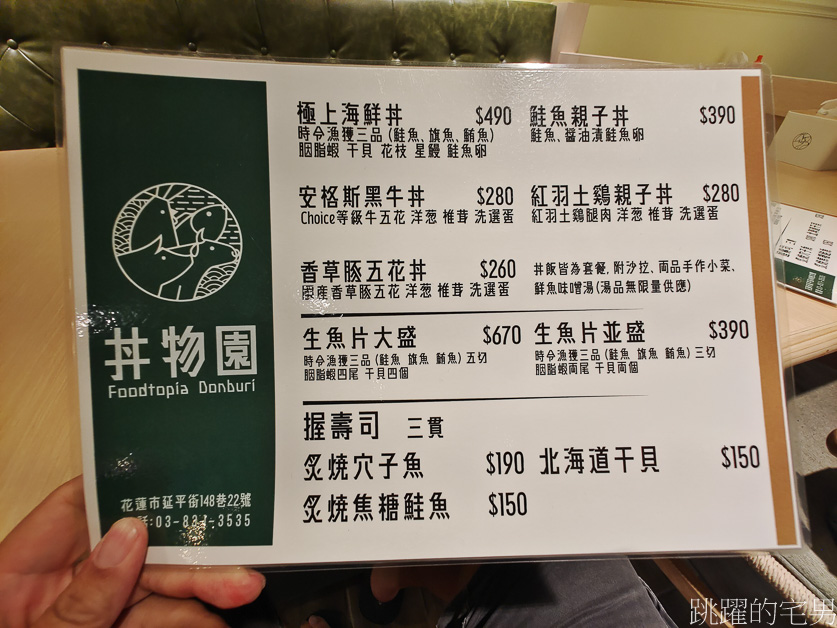 丼物園
Foodtopia Donburi
花蓮市延平街148巷22號
:03-8 -3535
極上海鮮丼 $490
時令漁獲三品(鮭魚、旗魚、鮪魚)
胭脂蝦 干貝 花枝 星鰻 鮭魚卵
鮭魚親子丼 $390
鮭魚、醬油漬鮭魚卵
安格斯黑牛丼 $280
Choice等級牛五花 洋葱 椎茸 洗選蛋
紅羽土鷄親子丼 $280
紅羽土鷄腿肉 洋葱 椎茸 洗選蛋
香草豚五花丼 $260
國産香草豚五花 洋葱 椎茸 洗選蛋
丼飯皆為套餐,附沙拉、兩品手作小菜、
鮮魚味噌湯(湯品無限量供應)
生魚片大盛 $670
時令漁獲三品(鮭魚 旗魚 鮪魚)五切
胭脂蝦四尾 干貝四個
生魚片並盛 $390
時令漁獲三品(鮭魚 旗魚 鮪魚)三切
胭脂蝦兩尾 干貝兩個
握壽司 三貫
炙燒穴子魚 $190
北海道干貝 $150
炙燒焦糖鮭魚 $150
跳躍的宅男